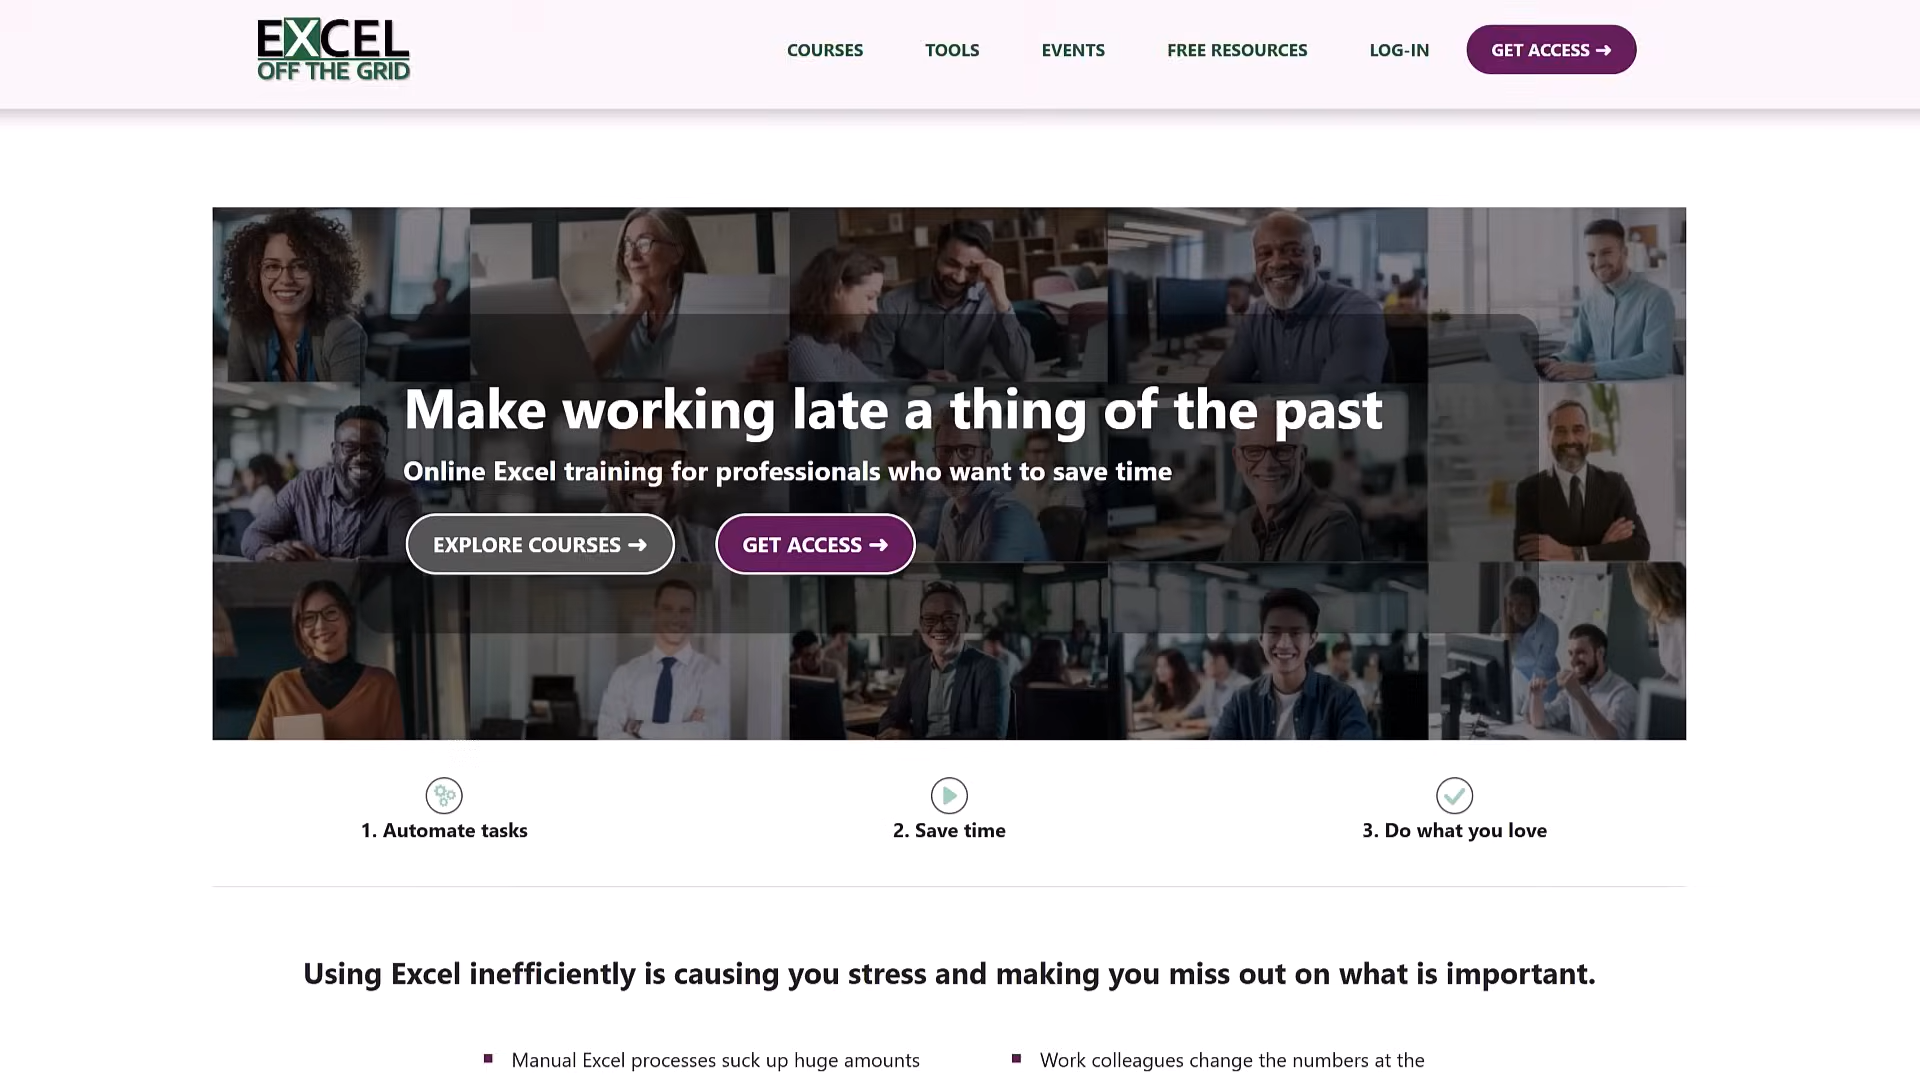 EXCEL
OFF THE GRID
COURSES
TOOLS
EVENTS
FREE RESOURCES
LOG-IN
GET ACCESS ➜
Make working late a thing of the past
Online Excel training for professionals who want to save time
EXPLORE COURSES ➜
GET ACCESS ➜
1. Automate tasks
2. Save time
3. Do what you love
Using Excel inefficiently is causing you stress and making you miss out on what is important.
Manual Excel processes suck up huge amounts
Work colleagues change the numbers at the